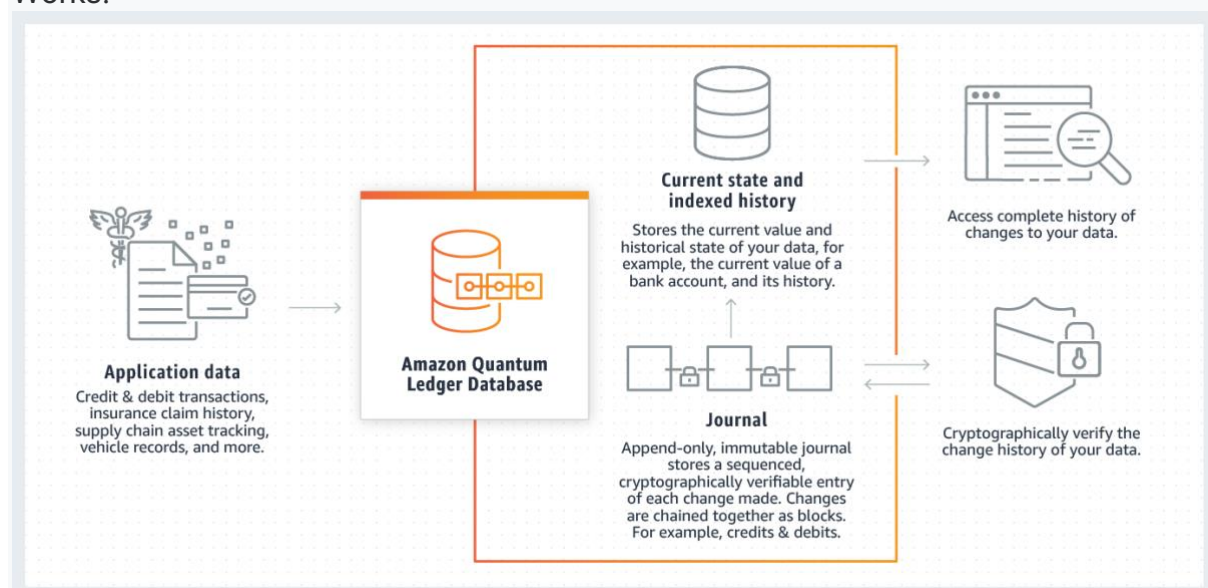 Works:
Application data
Credit & debit transactions,
insurance claim history,
supply chain asset tracking,
vehicle records, and more.
Amazon Quantum
Ledger Database
Current state and
indexed history
Stores the current value and
historical state of your data, for
example, the current value of a
bank account, and its history.
Journal
Append-only, immutable journal
stores a sequenced,
cryptographically verifiable entry
of each change made. Changes
are chained together as blocks.
For example, credits & debits.
Access complete history of
changes to your data.
Cryptographically verify the
change history of your data.